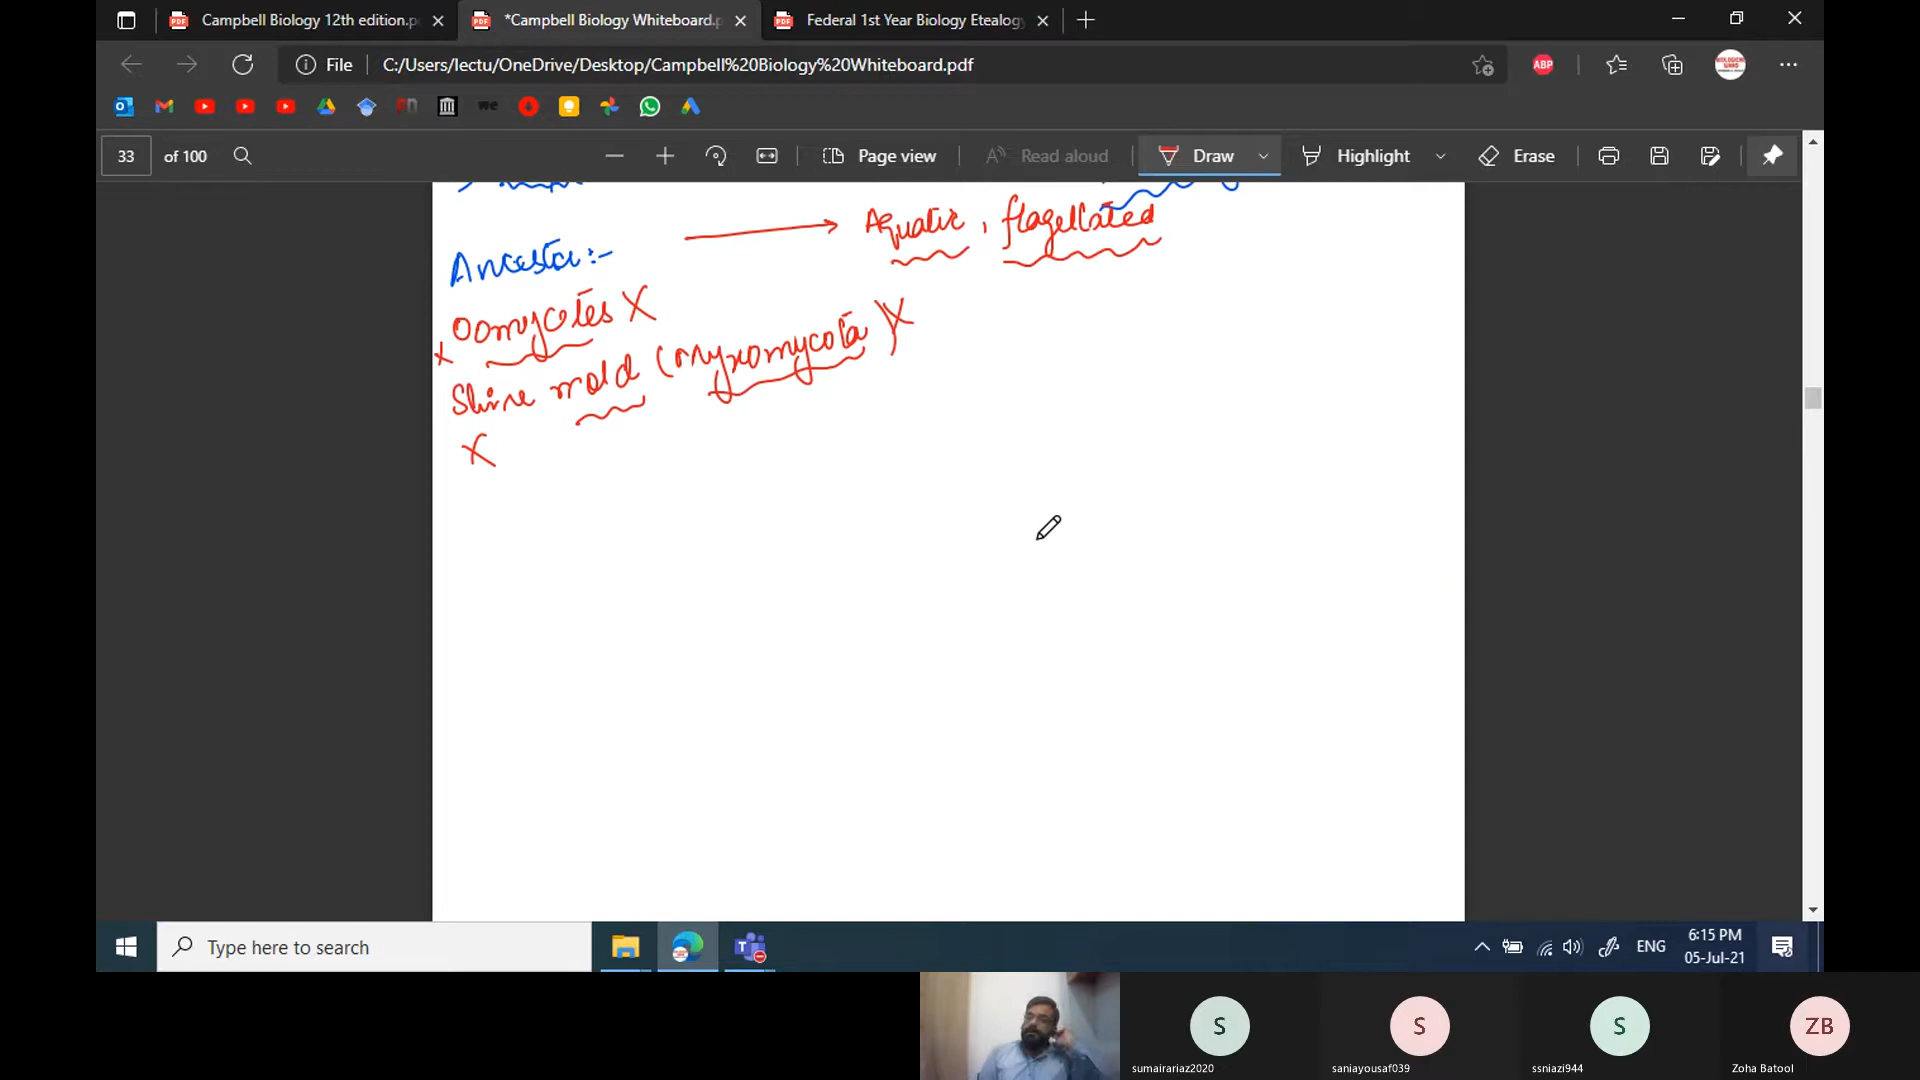 Campbell Biology 12th edition.p
*Campbell Biology Whiteboard.p
Federal 1st Year Biology Etealogy
File C:/Users/lectu/OneDrive/Desktop/Campbell%20Biology%20Whiteboard.pdf
ABP
33 of 100 Page view Read aloud Draw Highlight Erase
Aquatic, flagellated
Ancestor :-
Oomycetes X
x
Slime mold (Myxomycota) X
X
Type here to search
ENG
6:15 PM
05-Jul-21
S
S
S
ZB
sumairariaz2020
saniayousaf039
ssniazi944
Zoha Batool